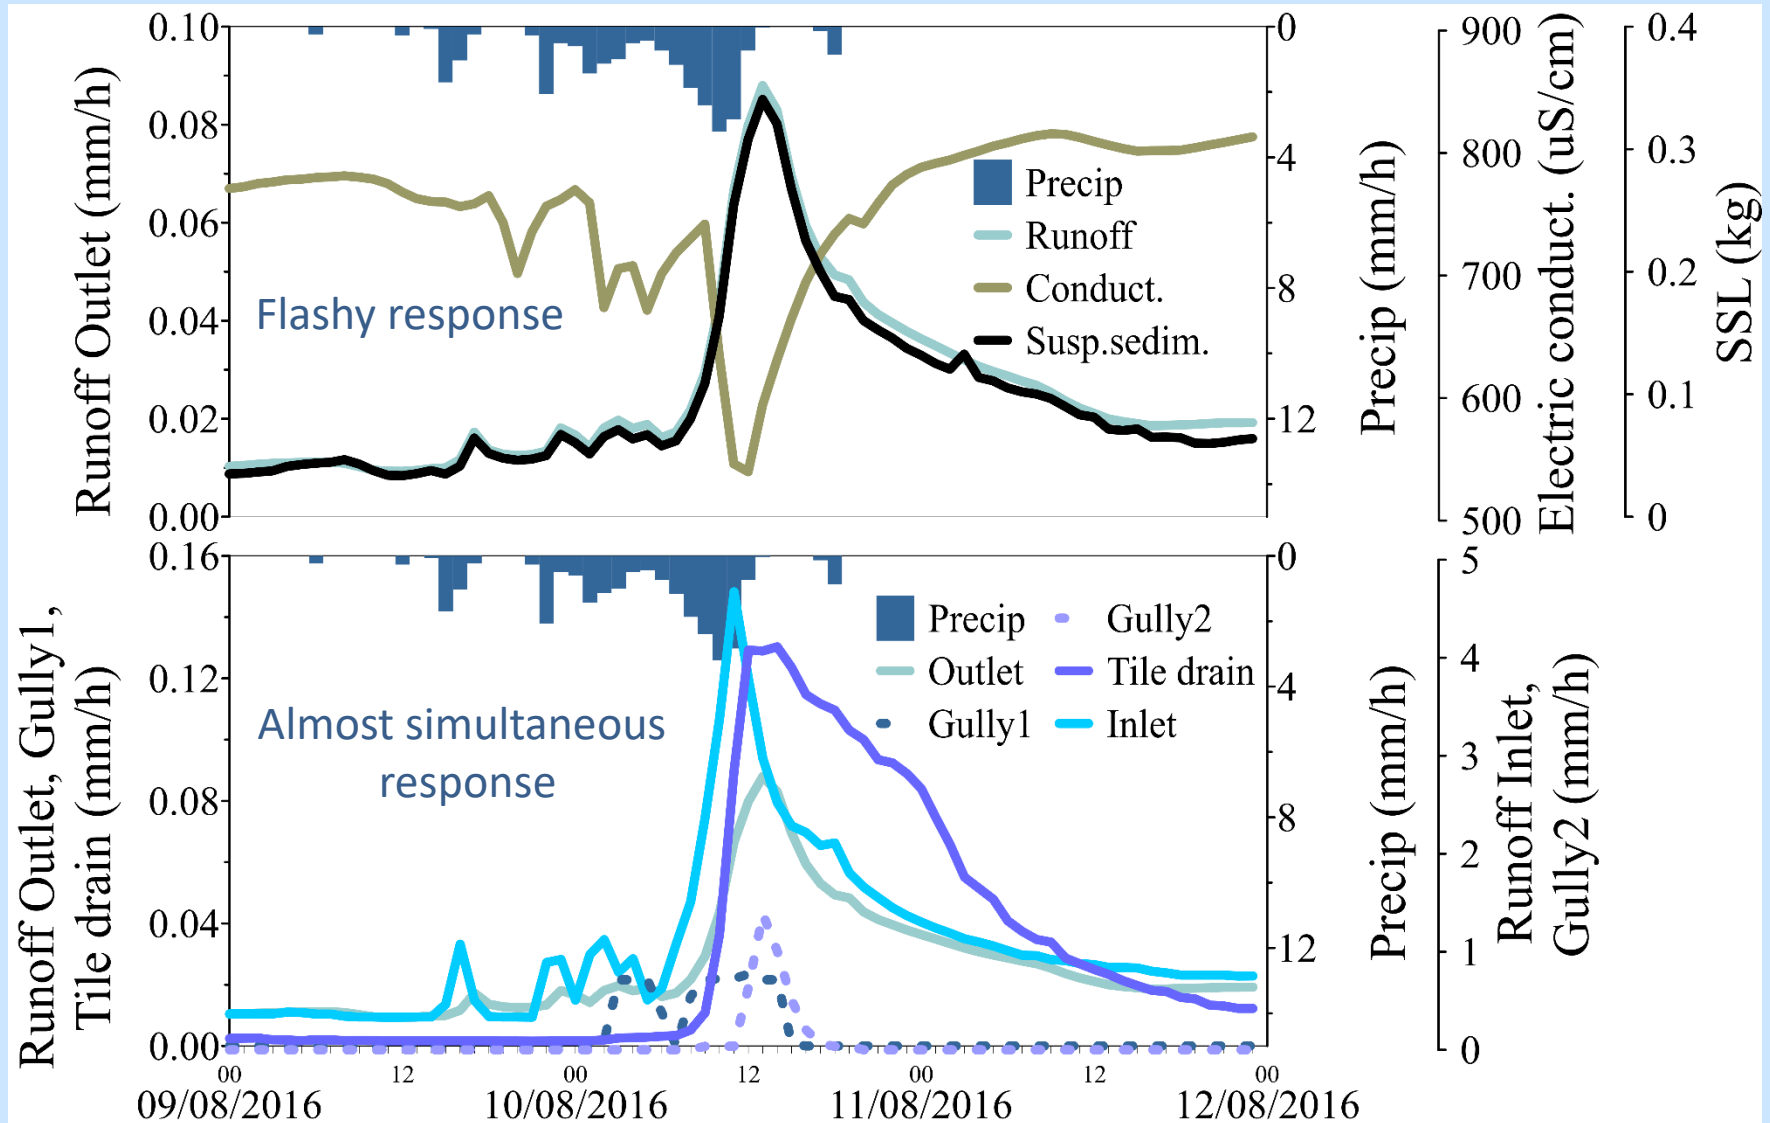 0.10
0.08
0.06
0.04
0.02
0.00
Runoff Outlet (mm/h)
Flashy response
Precip
Runoff
Conduct.
Susp.sedim.
0
4
8
12
Precip (mm/h)
900
800
700
600
500
Electric conduct. (uS/cm)
0.4
0.3
0.2
0.1
0
SSL (kg)
0.16
0.12
0.08
0.04
0.00
Runoff Outlet, Gully1,
Tile drain (mm/h)
Almost simultaneous
response
Precip
Outlet
Gully1
Gully2
Tile drain
Inlet
0
4
8
12
Precip (mm/h)
5
4
3
2
1
0
Runoff Inlet,
Gully2 (mm/h)
00 12 00 12 00 12 00
09/08/2016 10/08/2016 11/08/2016 12/08/2016